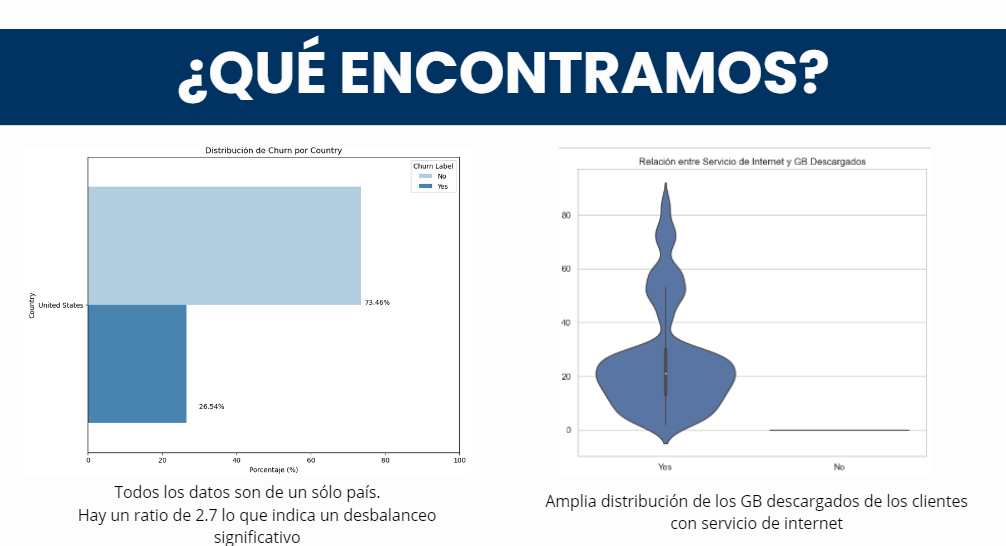 ¿QUÉ ENCONTRAMOS?
Distribución de Churn por Country
Churn Label
No
Yes
Country
United States
73.46%
26.54%
0 20 40 60 80 100
Porcentaje (%)
Todos los datos son de un sólo país.
Hay un ratio de 2.7 lo que indica un desbalanceo
significativo
Relación entre Servicio de Internet y GB Descargados
80
60
40
20
0
Yes No
Amplia distribución de los GB descargados de los clientes
con servicio de internet